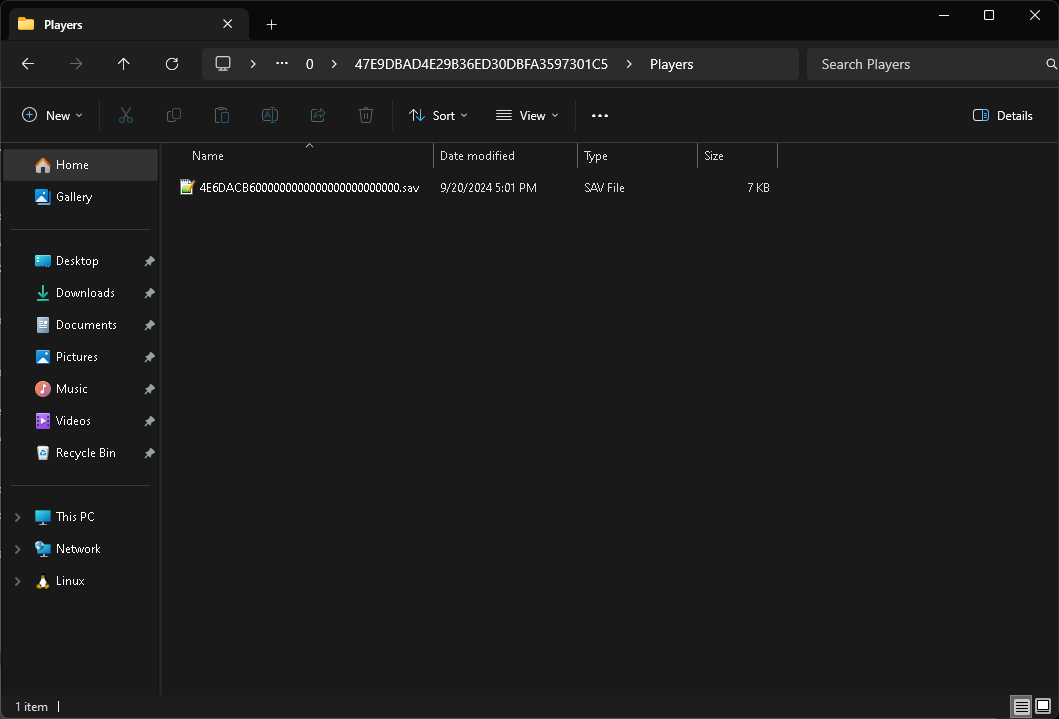 Players
0 47E9DBAD4E29B36ED30DBFA3597301C5 Players
Search Players
New
Sort
View
Details
Name Date modified Type Size
4E6DACB6000000000000000000000000.sav 9/20/2024 5:01 PM SAV File 7 KB
Home
Gallery
Desktop
Downloads
Documents
Pictures
Music
Videos
Recycle Bin
This PC
Network
Linux
1 item